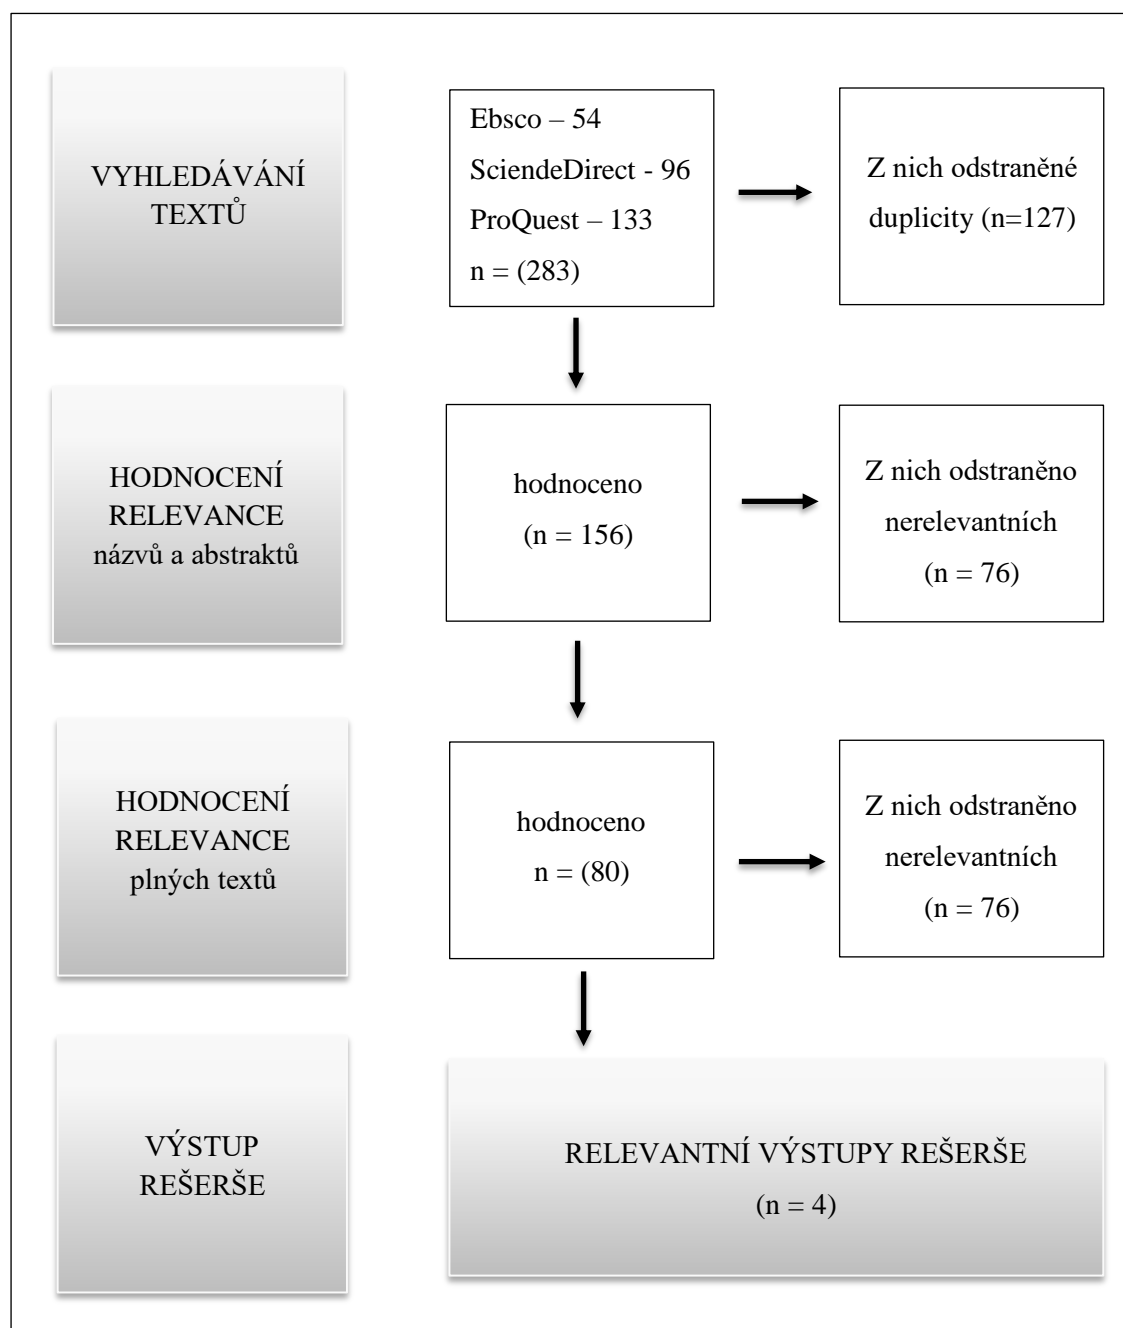 VYHLEDÁVÁNÍ
TEXTŮ
Ebsco – 54
SciendeDirect - 96
ProQuest – 133
n = (283)
Z nich odstraněné
duplicity (n=127)
HODNOCENÍ
RELEVANCE
názvů a abstraktů
hodnoceno
(n = 156)
Z nich odstraněno
nerelevantních
(n = 76)
HODNOCENÍ
RELEVANCE
plných textů
hodnoceno
n = (80)
Z nich odstraněno
nerelevantních
(n = 76)
VÝSTUP
REŠERŠE
RELEVANTNÍ VÝSTUPY REŠERŠE
(n = 4)